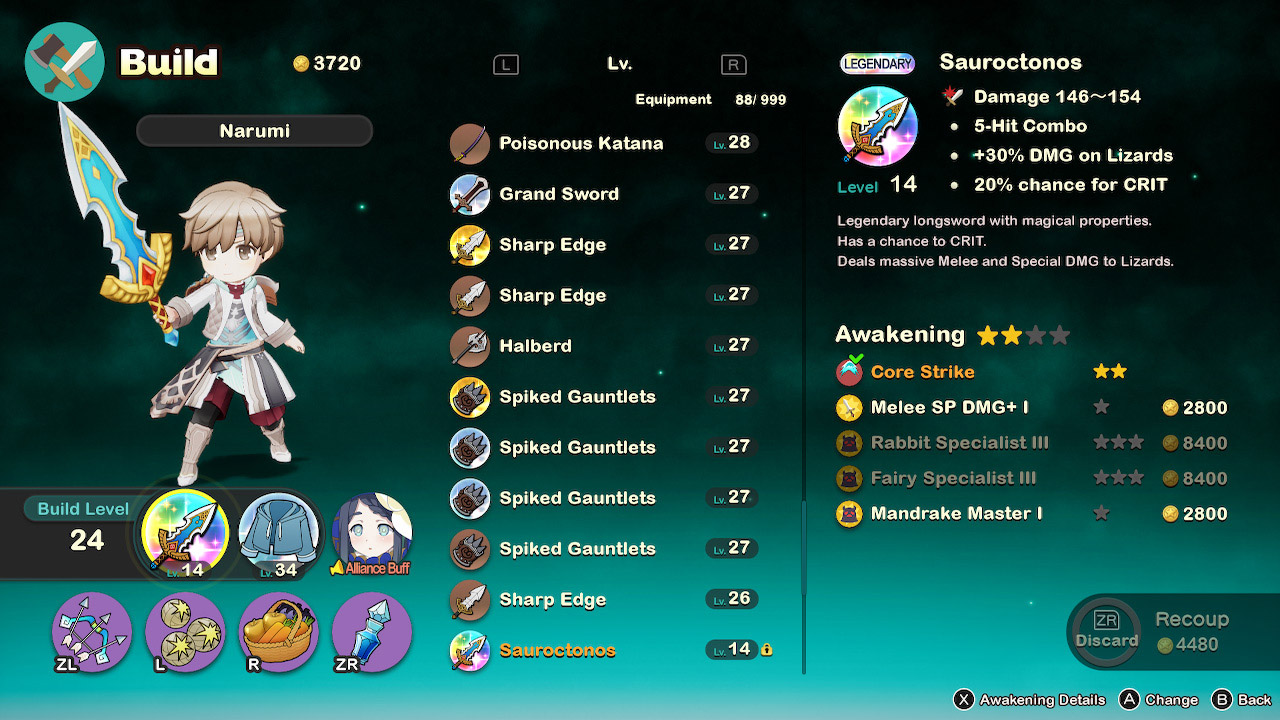 Build
3720
Narumi
Build Level
24
Lv. 14
Lv. 34
Alliance Buff
ZL
L
R
ZR
L
Lv.
R
Equipment 88/ 999
Poisonous Katana Lv. 28
Grand Sword Lv. 27
Sharp Edge Lv. 27
Sharp Edge Lv. 27
Halberd Lv. 27
Spiked Gauntlets Lv. 27
Spiked Gauntlets Lv. 27
Spiked Gauntlets Lv. 27
Spiked Gauntlets Lv. 27
Sharp Edge Lv. 26
Sauroctonos Lv. 14
LEGENDARY
Sauroctonos
Damage 146～154
• 5-Hit Combo
• +30% DMG on Lizards
• 20% chance for CRIT
Level 14
Legendary longsword with magical properties.
Has a chance to CRIT.
Deals massive Melee and Special DMG to Lizards.
Awakening ★★★★
Core Strike ★★
Melee SP DMG+ I ★ 2800
Rabbit Specialist III ★★★ 8400
Fairy Specialist III ★★★ 8400
Mandrake Master I ★ 2800
ZR
Discard
Recoup
4480
X Awakening Details A Change B Back